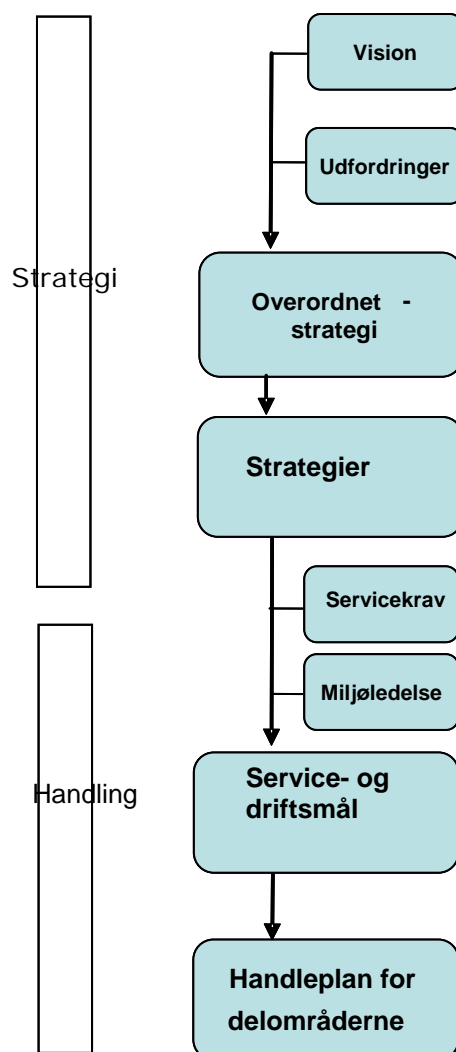 Vision
Udfordringer
Strategi
Overordnet -
strategi
Strategier
Servicekrav
Miljøledelse
Handling
Service- og
driftsmål
Handleplan for
delområderne